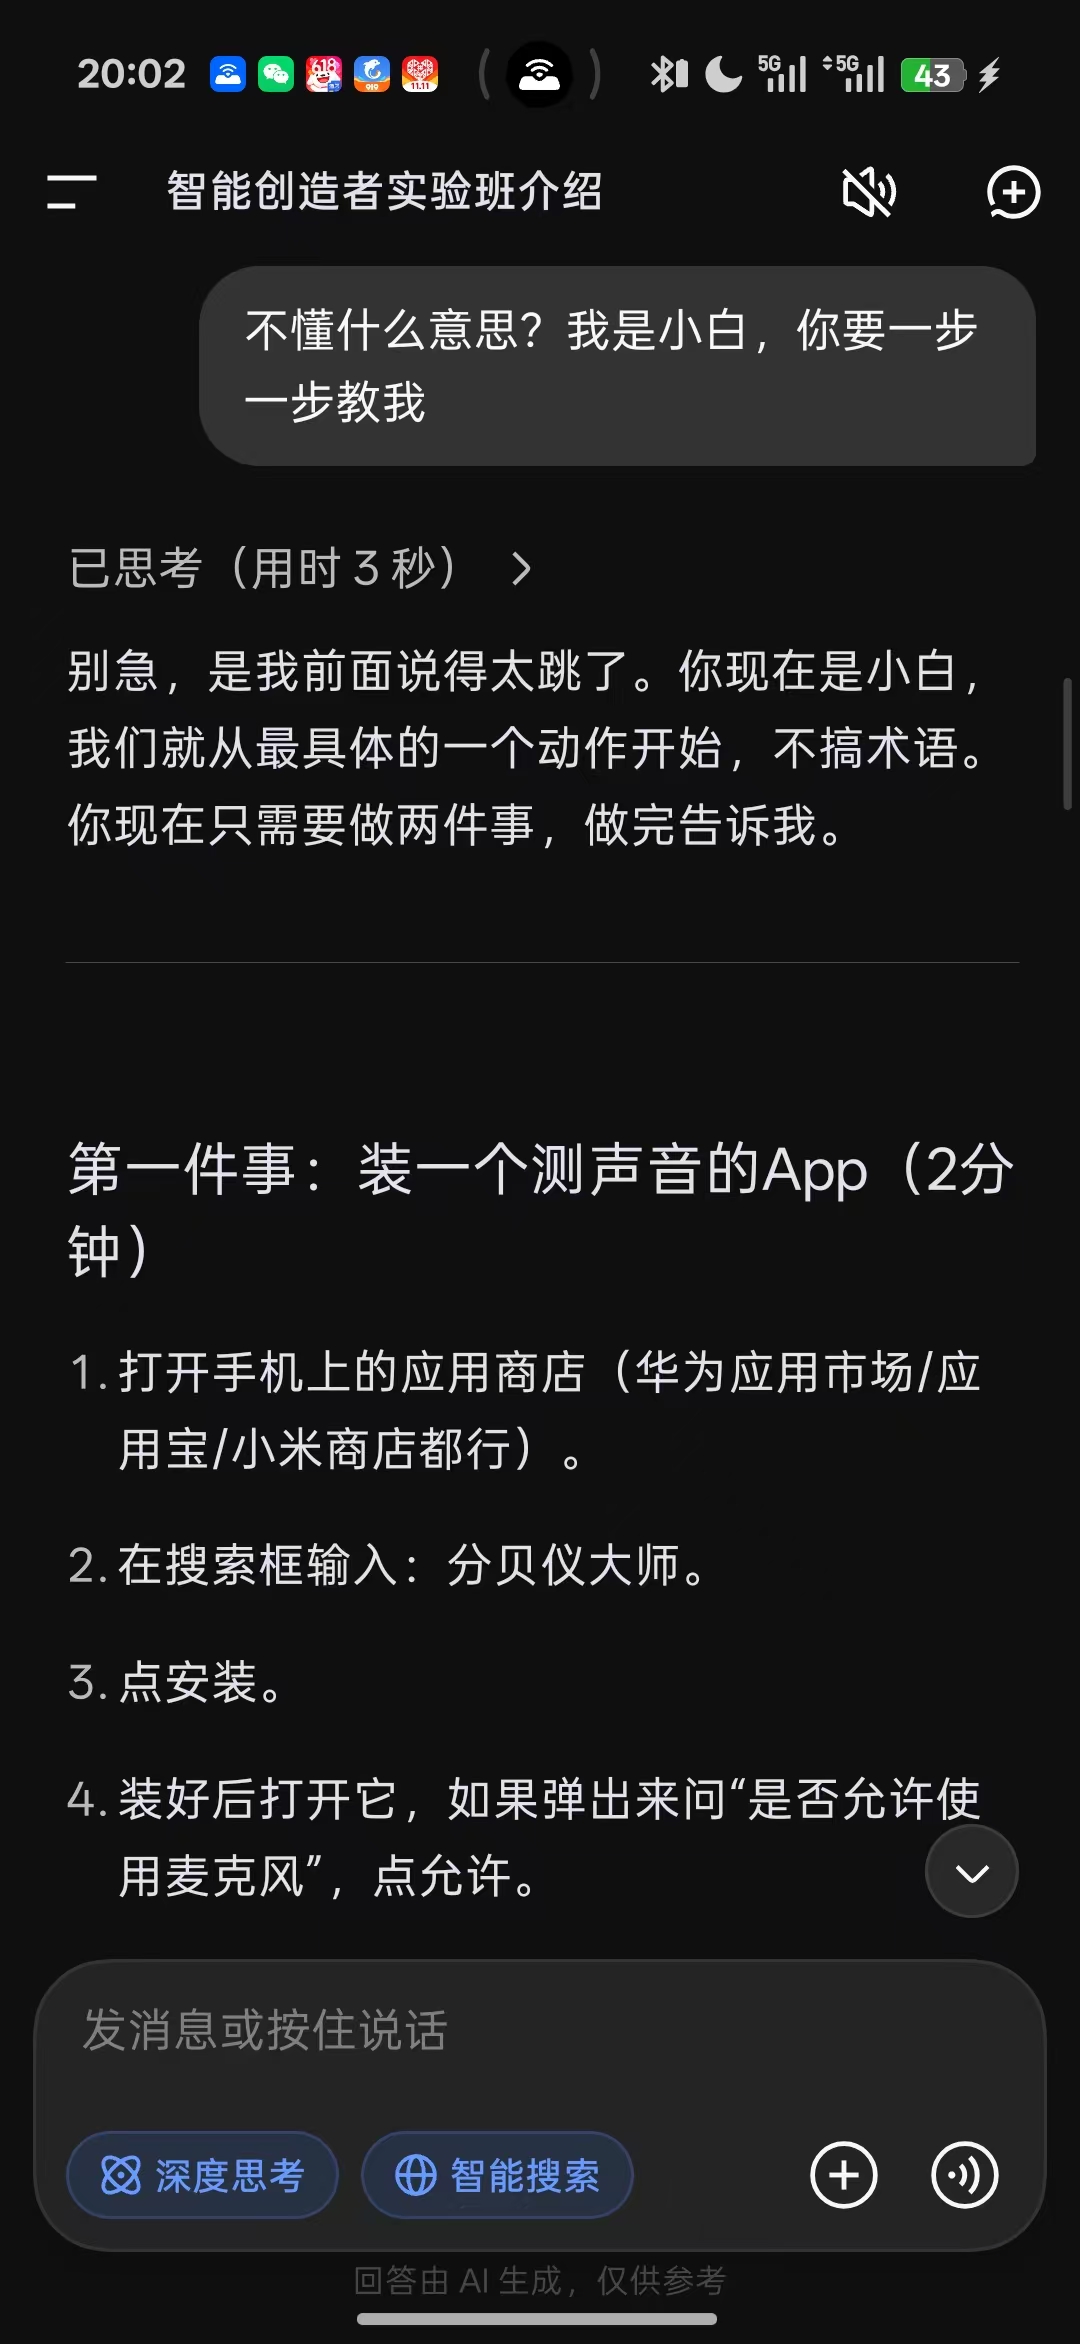 20:02
618
11.11
5G
5G
43
智能创造者实验班介绍
不懂什么意思？我是小白，你要一步
一步教我
已思考（用时 3 秒）
别急，是我前面说得太跳了。你现在是小白，
我们就从最具体的一个动作开始，不搞术语。
你现在只需要做两件事，做完告诉我。
第一件事：装一个测声音的App（2分
钟）
1. 打开手机上的应用商店（华为应用市场/应
用宝/小米商店都行）。
2. 在搜索框输入：分贝仪大师。
3. 点安装。
4. 装好后打开它，如果弹出来问“是否允许使
用麦克风”，点允许。
发消息或按住说话
深度思考
智能搜索
回答由 AI 生成，仅供参考